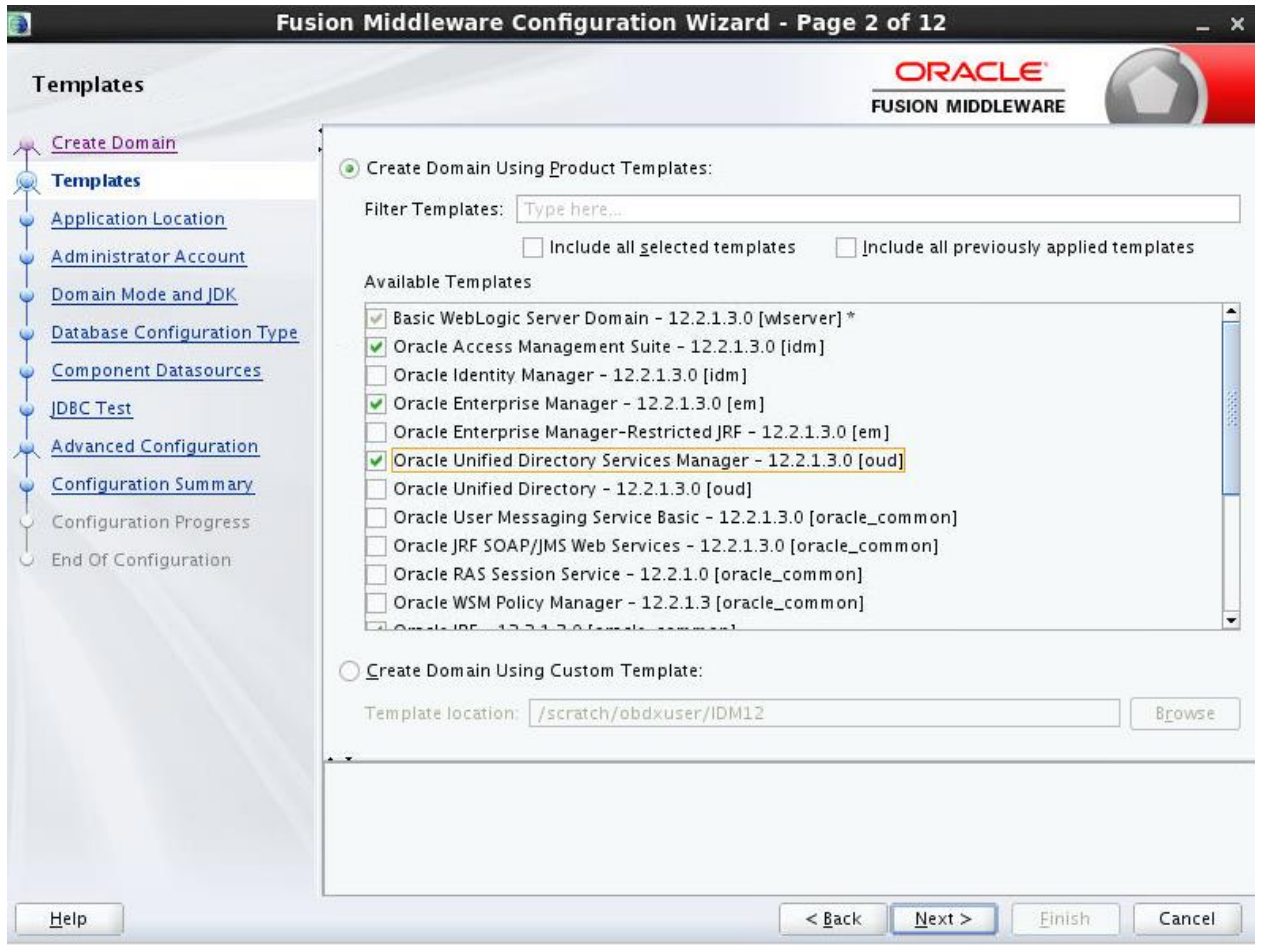 Fusion Middleware Configuration Wizard - Page 2 of 12
Templates
ORACLE
FUSION MIDDLEWARE
Create Domain
Templates
Application Location
Administrator Account
Domain Mode and JDK
Database Configuration Type
Component Datasources
JDBC Test
Advanced Configuration
Configuration Summary
Configuration Progress
End Of Configuration
Create Domain Using Product Templates:
Filter Templates: Type here...
Include all selected templates Include all previously applied templates
Available Templates
Basic WebLogic Server Domain - 12.2.1.3.0 [wlserver] *
Oracle Access Management Suite - 12.2.1.3.0 [idm]
Oracle Identity Manager - 12.2.1.3.0 [idm]
Oracle Enterprise Manager - 12.2.1.3.0 [em]
Oracle Enterprise Manager-Restricted JRF - 12.2.1.3.0 [em]
Oracle Unified Directory Services Manager - 12.2.1.3.0 [oud]
Oracle Unified Directory - 12.2.1.3.0 [oud]
Oracle User Messaging Service Basic - 12.2.1.3.0 [oracle_common]
Oracle JRF SOAP/JMS Web Services - 12.2.1.3.0 [oracle_common]
Oracle RAS Session Service - 12.2.1.0 [oracle_common]
Oracle WSM Policy Manager - 12.2.1.3 [oracle_common]
Create Domain Using Custom Template:
Template location: /scratch/obdxuser/IDM12 Browse
Help < Back Next > Finish Cancel